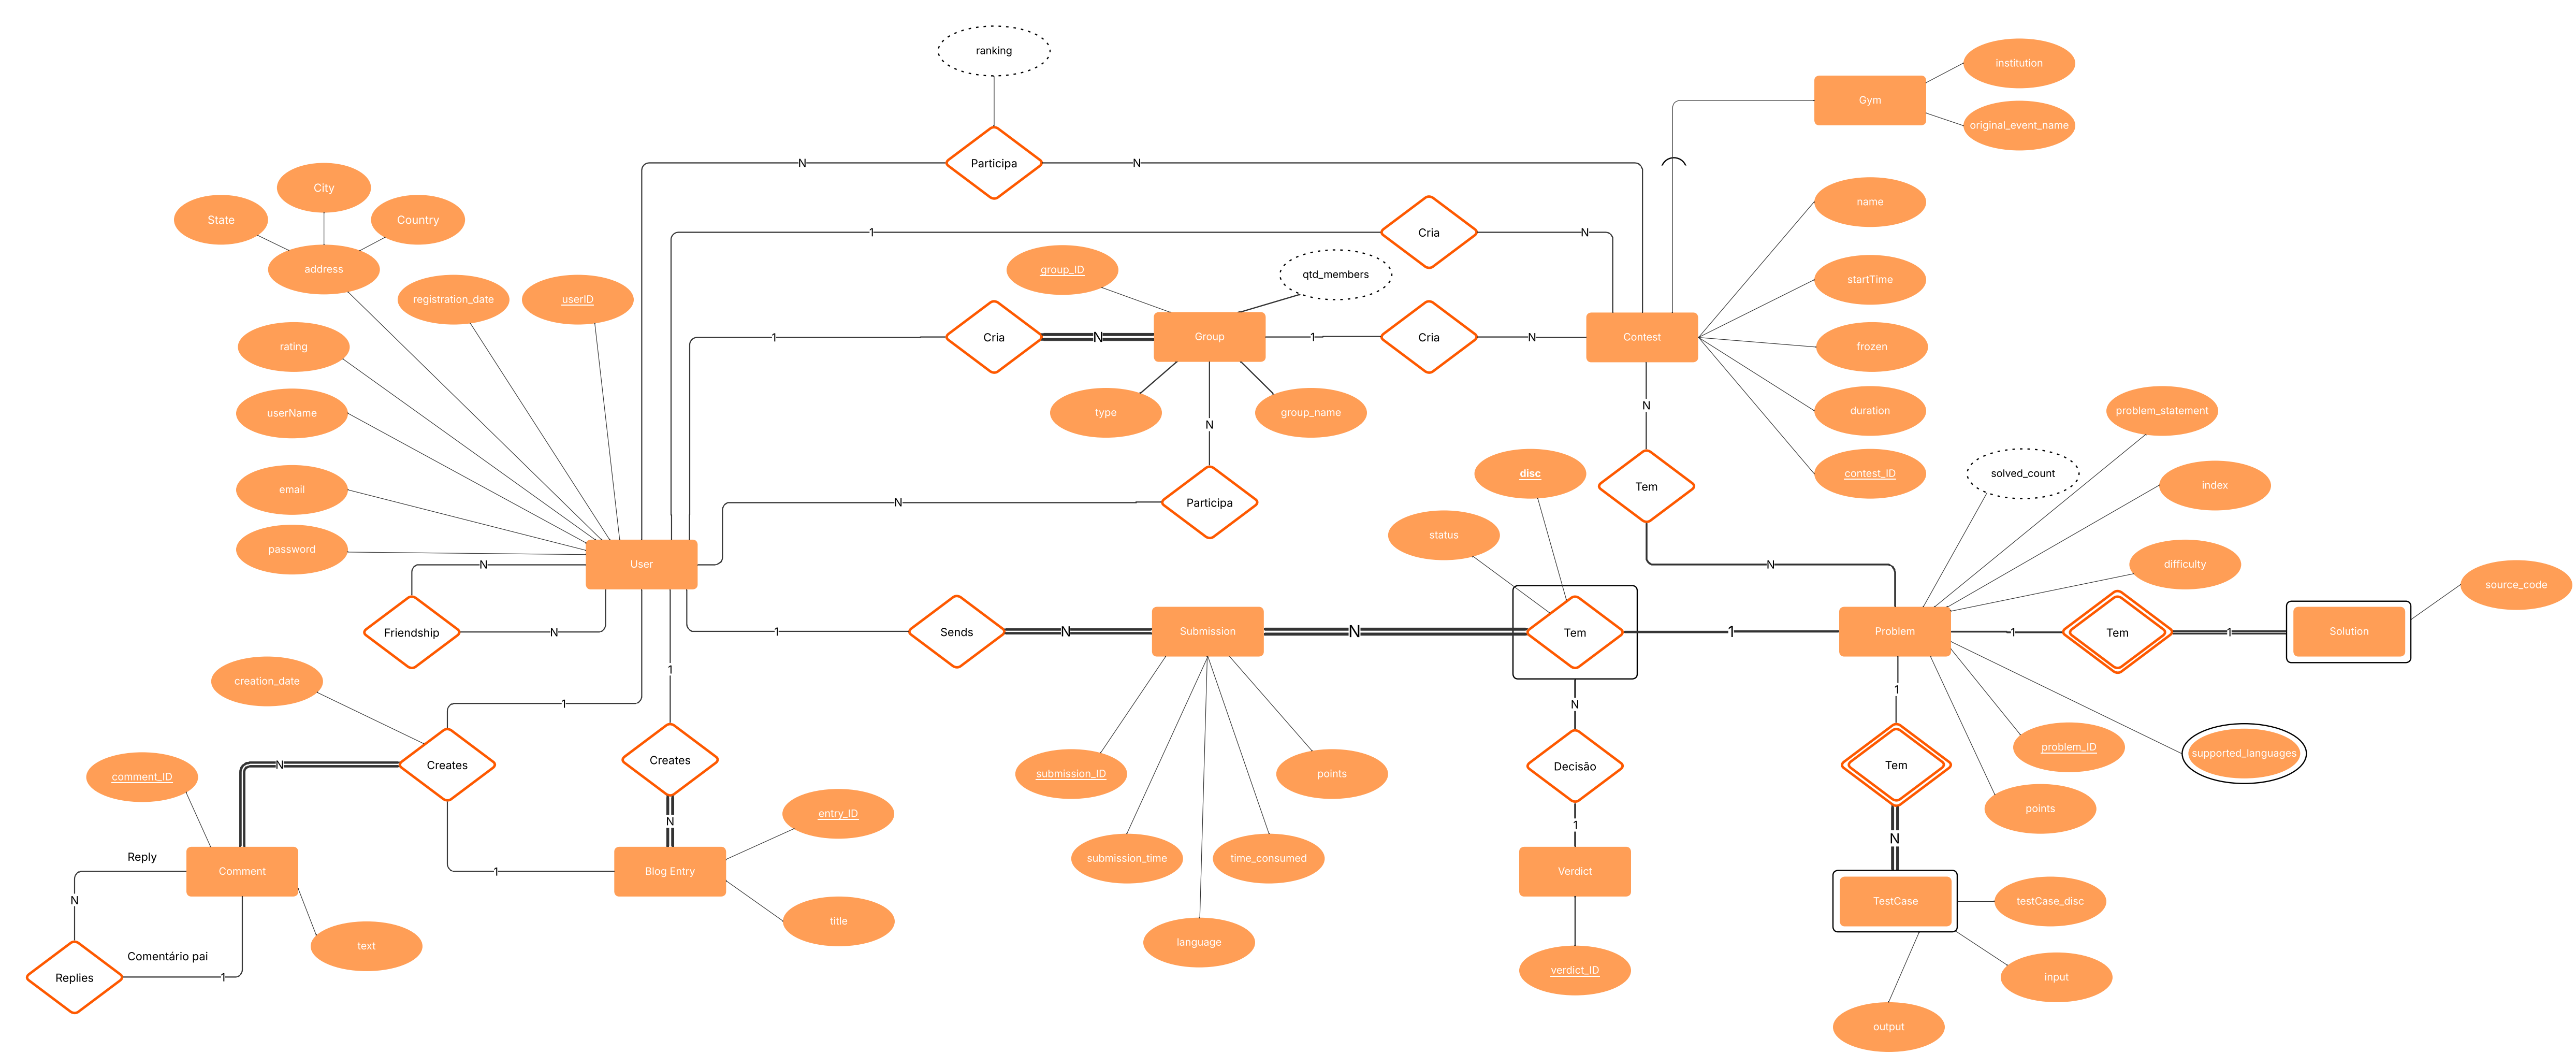 ranking
institution
Gym
original_event_name
Participa
N
N
City
State
Country
name
address
1
Cria
N
group_ID
qtd_members
startTime
registration_date
userID
rating
1
Cria
N
Group
1
Cria
N
Contest
frozen
userName
type
group_name
N
duration
problem_statement
N
disc
contest_ID
solved_count
index
email
N
Participa
Tem
status
password
User
N
N
difficulty
source_code
Friendship
N
1
Sends
N
Submission
N
Tem
1
Problem
1
Tem
1
Solution
creation_date
1
1
N
1
N
Creates
Creates
Decisão
Tem
problem_ID
supported_languages
comment_ID
submission_ID
points
points
entry_ID
N
1
N
Reply
submission_time
time_consumed
Comment
1
Blog Entry
Verdict
N
TestCase
testCase_disc
title
text
language
Comentário pai
Replies
1
verdict_ID
input
output